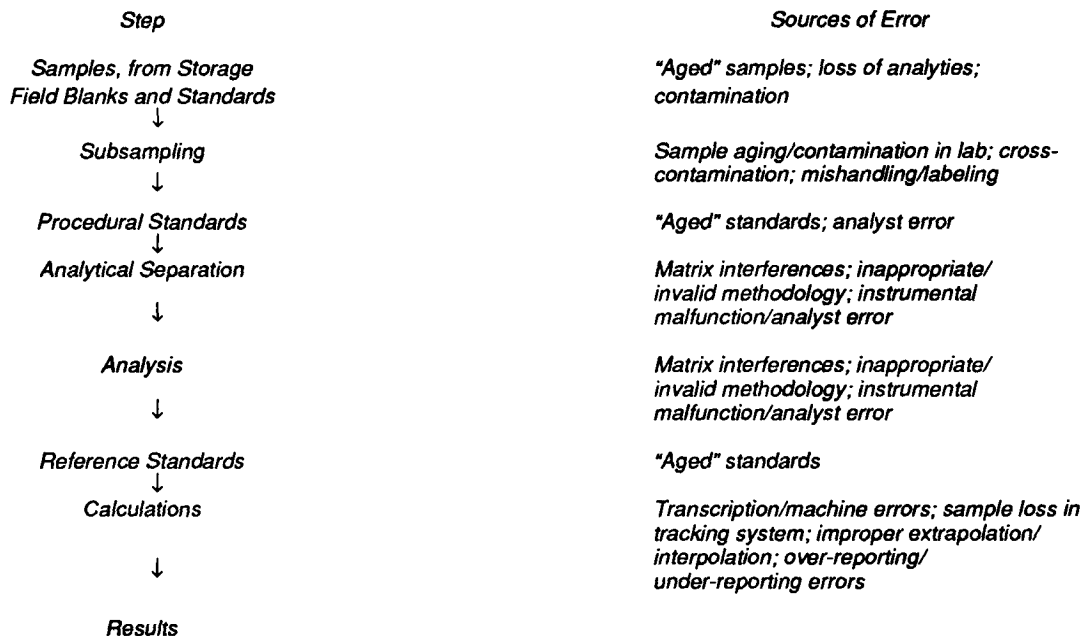 Step Sources of Error
Samples, from Storage "Aged" samples; loss of analyties;
Field Blanks and Standards contamination
↓
Subsampling Sample aging/contamination in lab; cross-
↓ contamination; mishandling/labeling
Procedural Standards "Aged" standards; analyst error
↓
Analytical Separation Matrix interferences; inappropriate/
invalid methodology; instrumental
↓ malfunction/analyst error
Analysis Matrix interferences; inappropriate/
invalid methodology; instrumental
↓ malfunction/analyst error
Reference Standards "Aged" standards
↓
Calculations Transcription/machine errors; sample loss in
tracking system; improper extrapolation/
↓ interpolation; over-reporting/
under-reporting errors
Results